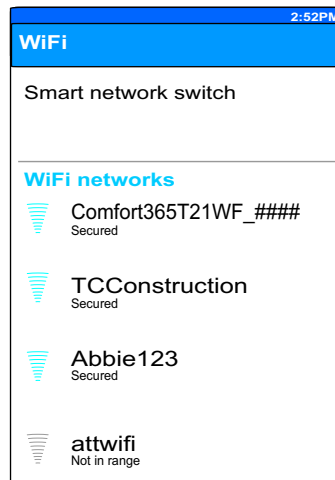 2:52PM
WiFi
Smart network switch
WiFi networks
Comfort365T21WF_####
Secured
TCConstruction
Secured
Abbie123
Secured
attwifi
Not in range